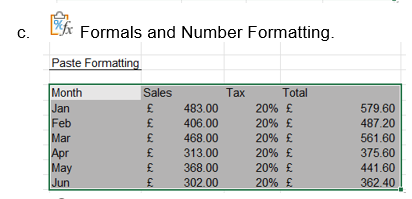 c. %fx Formals and Number Formatting.
Paste Formatting
Month Sales Tax Total
Jan £ 483.00 20% £ 579.60
Feb £ 406.00 20% £ 487.20
Mar £ 468.00 20% £ 561.60
Apr £ 313.00 20% £ 375.60
May £ 368.00 20% £ 441.60
Jun £ 302.00 20% £ 362.40